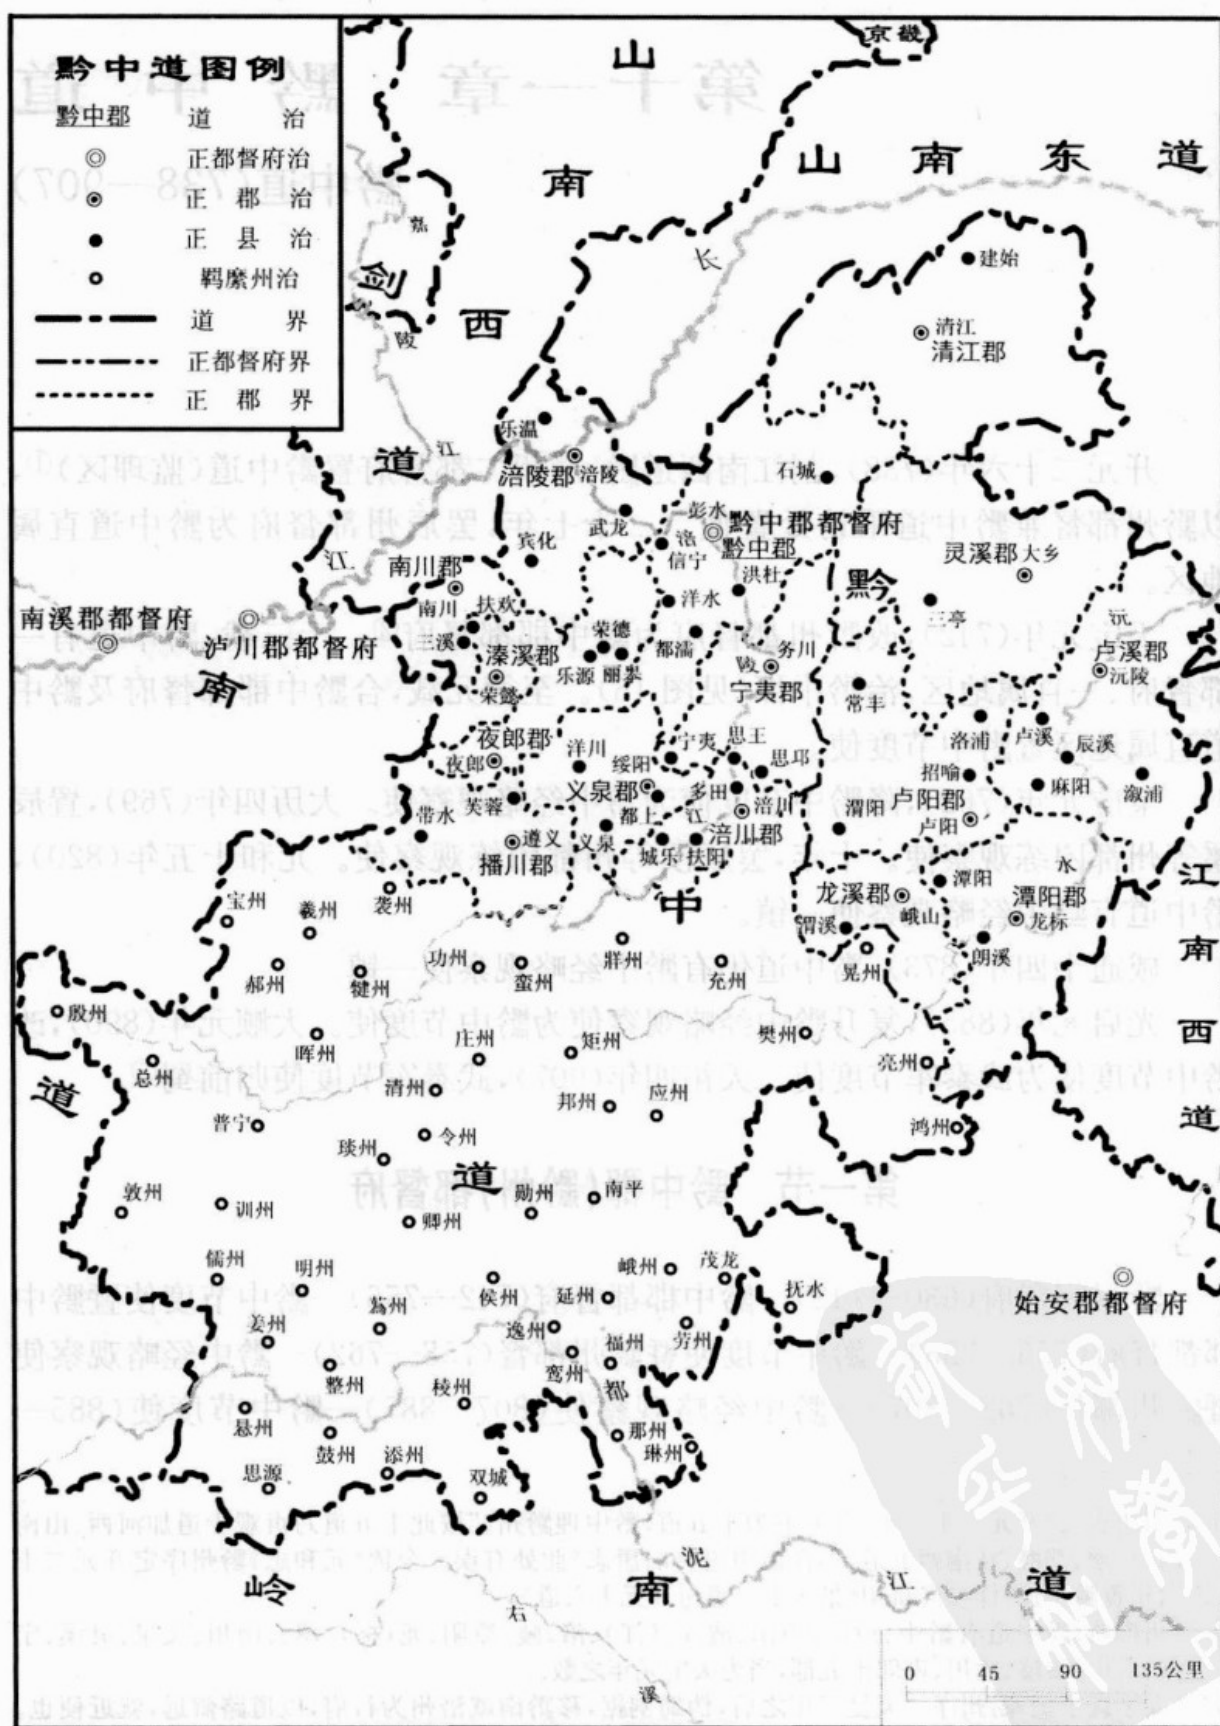 黔中道图例
黔中郡 道治
正都督府治
正郡治
正县治
羁縻州治
道界
正都督府界
正郡界
京畿
山南西道
山南东道
剑南道
黔中道
江南西道
岭南道
长江
建始
清江
清江郡
乐温
涪陵郡
涪陵
石城
彭水
黔中郡都督府
黔中郡
武龙
信宁
宾化
洪杜
灵溪郡
大乡
南川郡
南川
扶欢
洋水
三亭
南溪郡都督府
泸川郡都督府
荣德
都濡
务川
沅
卢溪郡
沅陵
溱溪郡
荣懿
乐源
丽皋
宁夷郡
常丰
夜郎郡
夜郎
洋川
宁夷
思王
思邛
洛浦
卢溪
辰溪
绥阳
义泉郡
多田
招喻
麻阳
溆浦
芙蓉
都上
涪川
涪川郡
渭阳
卢阳郡
卢阳
带水
遵义
播川郡
义泉
城乐
扶阳
龙溪郡
峨山
潭阳
潭阳郡
龙标
水
渭溪
朗溪
宝州
羲州
袭州
郝州
犍州
功州
蛮州
牂州
充州
晃州
殷州
晖州
庄州
矩州
樊州
总州
清州
邦州
应州
亮州
普宁
琰州
令州
鸿州
敦州
训州
卿州
勋州
南平
儒州
明州
候州
延州
峨州
茂龙
抚水
始安郡都督府
姜州
逸州
福州
劳州
整州
鸾州
都
悬州
稜州
那州
鼓州
添州
琳州
思源
双城
泥
江
右
溪
0 45 90 135公里